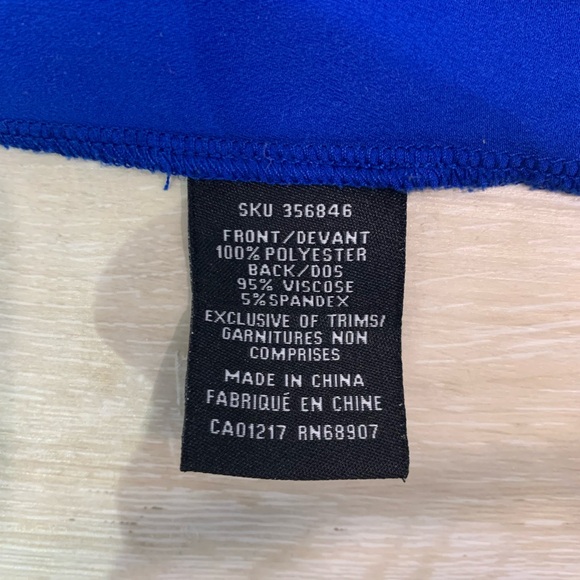 SKU 356846
FRONT/DEVANT
100% POLYESTER
BACK/DOS
95% VISCOSE
5% SPANDEX
EXCLUSIVE OF TRIMS/
GARNITURES NON
COMPRISES
MADE IN CHINA
FABRIQUÉ EN CHINE
CA01217 RN68907